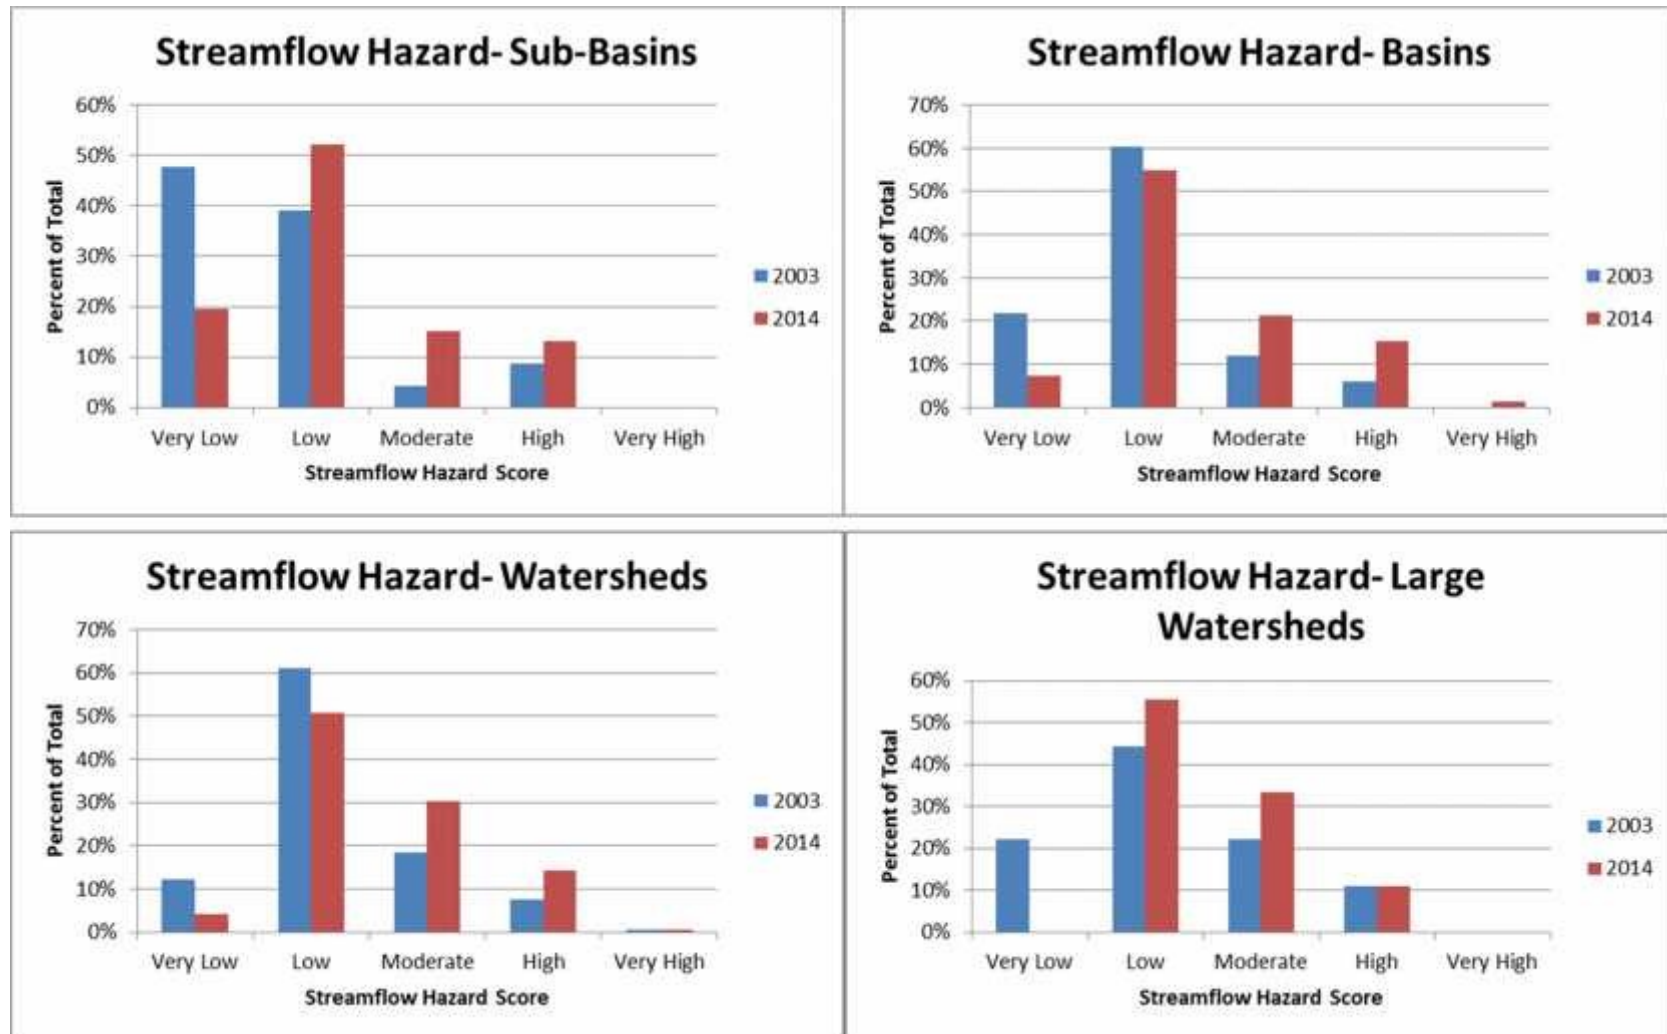 Streamflow Hazard- Sub-Basins
60%
50%
40%
30%
20%
10%
0%
Percent of Total
Very Low Low Moderate High Very High
Streamflow Hazard Score
2003
2014
Streamflow Hazard- Basins
70%
60%
50%
40%
30%
20%
10%
0%
Percent of Total
Very Low Low Moderate High Very High
Streamflow Hazard Score
2003
2014
Streamflow Hazard- Watersheds
70%
60%
50%
40%
30%
20%
10%
0%
Percent of Total
Very Low Low Moderate High Very High
Streamflow Hazard Score
2003
2014
Streamflow Hazard- Large
Watersheds
60%
50%
40%
30%
20%
10%
0%
Percent of Total
Very Low Low Moderate High Very High
Streamflow Hazard Score
2003
2014